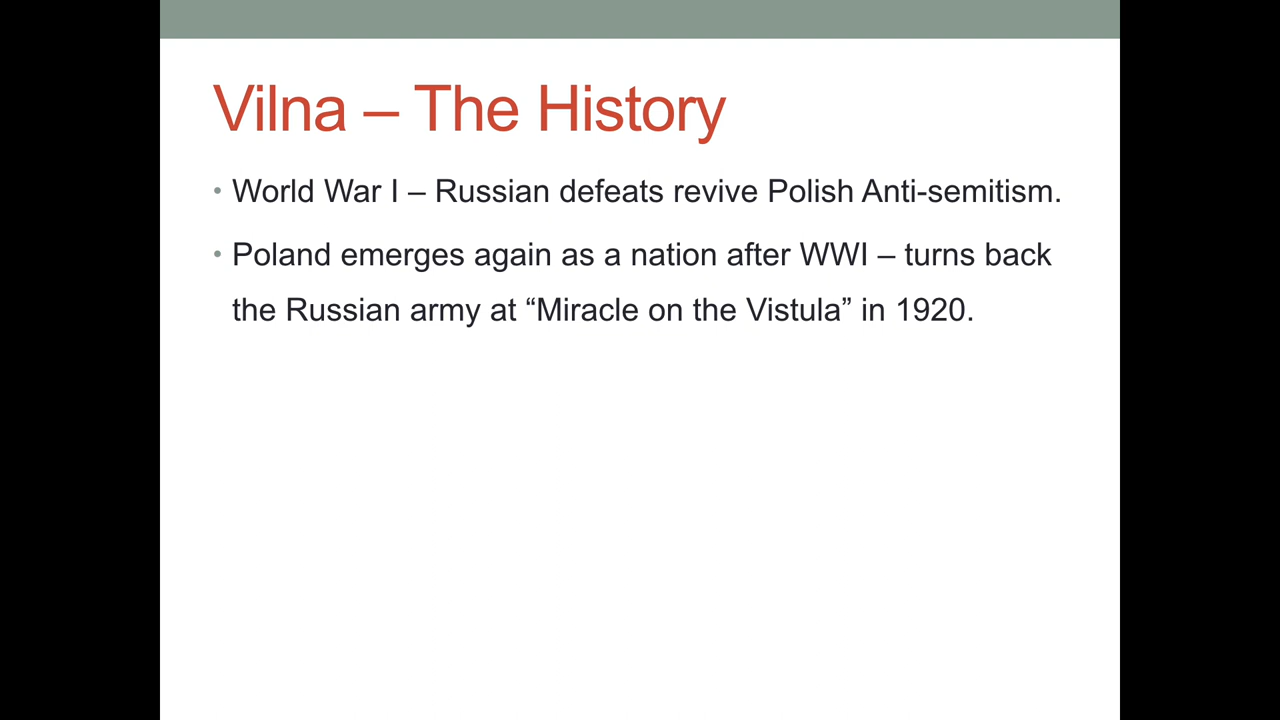 Vilna – The History
• World War I – Russian defeats revive Polish Anti-semitism.
• Poland emerges again as a nation after WWI – turns back
the Russian army at “Miracle on the Vistula” in 1920.